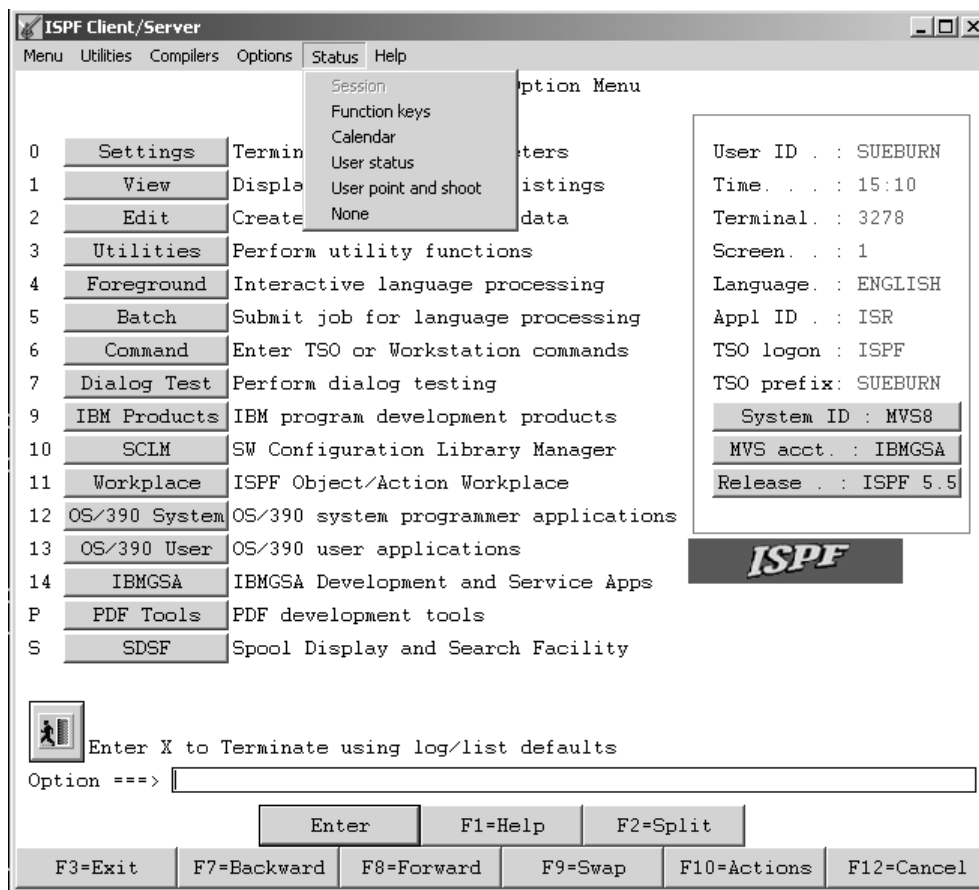 ISPF Client/Server
Menu Utilities Compilers Options Status Help
Session
Function keys
Calendar
User status
User point and shoot
None
ption Menu
0 Settings Termin ters
1 View Displa istings
2 Edit Create data
3 Utilities Perform utility functions
4 Foreground Interactive language processing
5 Batch Submit job for language processing
6 Command Enter TSO or Workstation commands
7 Dialog Test Perform dialog testing
9 IBM Products IBM program development products
10 SCLM SW Configuration Library Manager
11 Workplace ISPF Object/Action Workplace
12 OS/390 System OS/390 system programmer applications
13 OS/390 User OS/390 user applications
14 IBMGSA IBMGSA Development and Service Apps
P PDF Tools PDF development tools
S SDSF Spool Display and Search Facility
User ID . : SUEBURN
Time. . . : 15:10
Terminal. : 3278
Screen. . : 1
Language. : ENGLISH
Appl ID . : ISR
TSO logon : ISPF
TSO prefix: SUEBURN
System ID : MVS8
MVS acct. : IBMGSA
Release . : ISPF 5.5
ISPF
Enter X to Terminate using log/list defaults
Option ===>
Enter F1=Help F2=Split
F3=Exit F7=Backward F8=Forward F9=Swap F10=Actions F12=Cancel